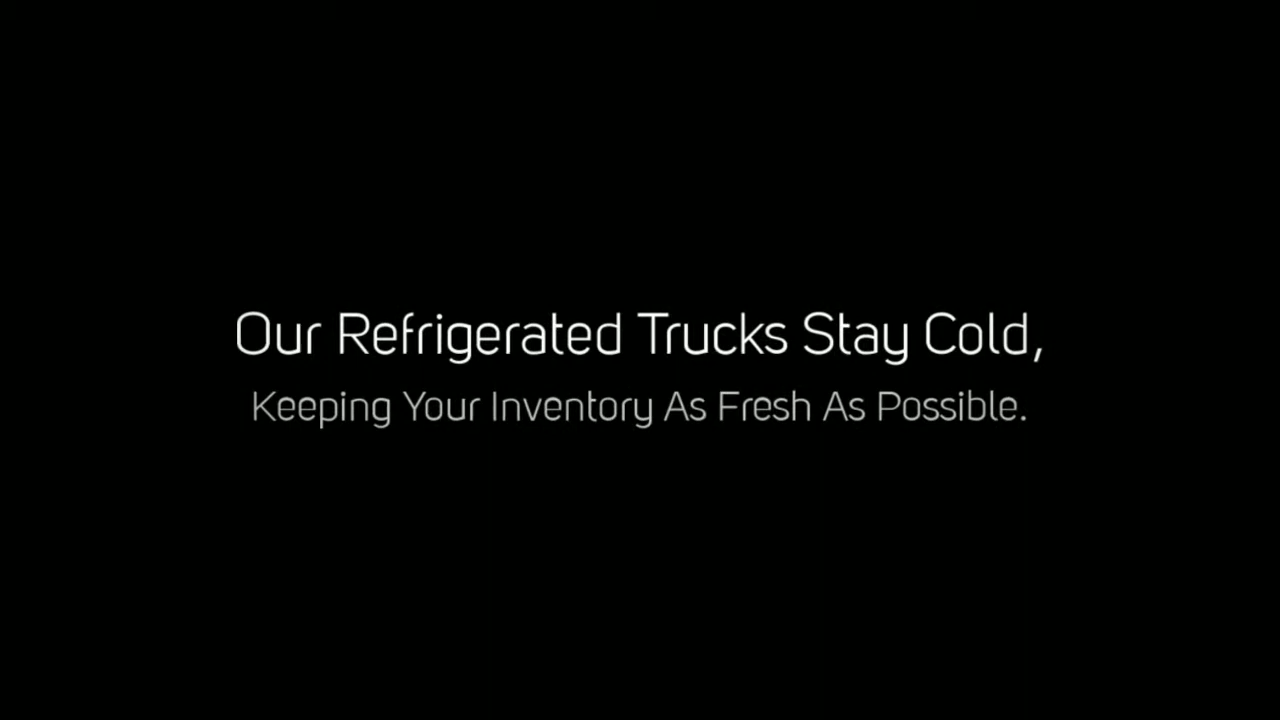 Our Refrigerated Trucks Stay Cold,
Keeping Your Inventory As Fresh As Possible.